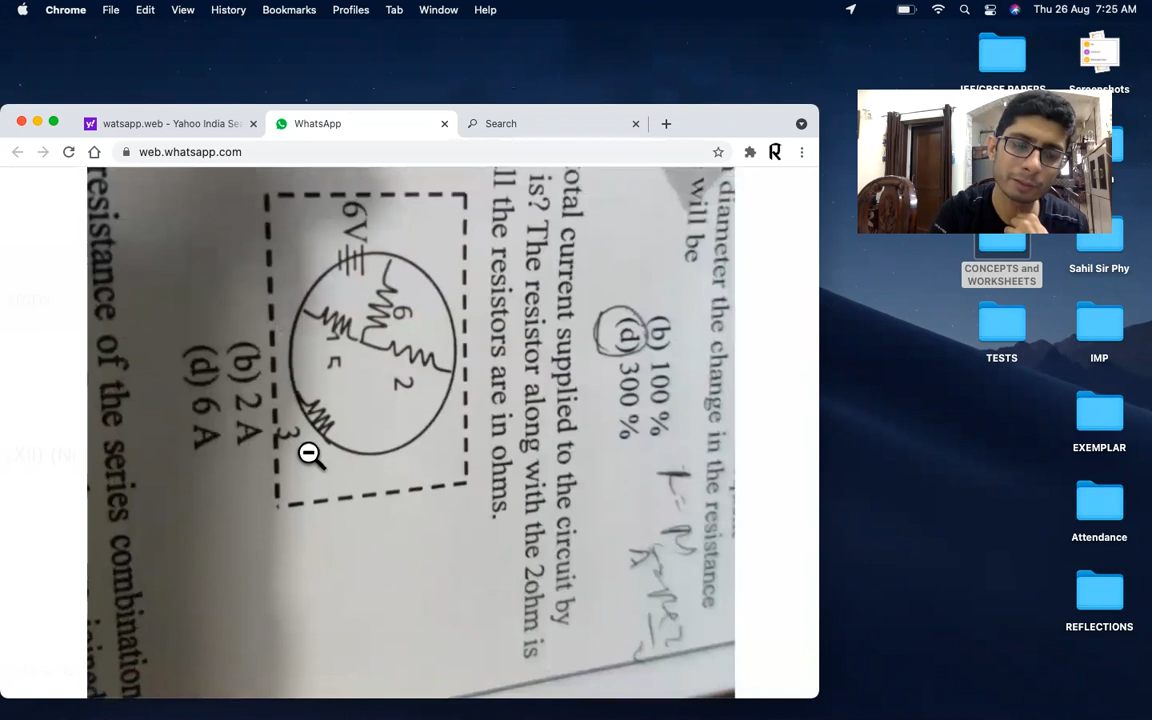 Chrome File Edit View History Bookmarks Profiles Tab Window Help
Thu 26 Aug 7:25 AM
watsapp.web - Yahoo India Se
WhatsApp
Search
web.whatsapp.com
R
diameter the change in the resistance
will be
(b) 100 %
(d) 300 %
otal current supplied to the circuit by
is? The resistor along with the 2ohm is
ll the resistors are in ohms.
6V
6
2
3
(b) 2 A
(d) 6 A
resistance of the series combination
JEE/CBSE PAPERS
Screenshots
CONCEPTS and
WORKSHEETS
Sahil Sir Phy
TESTS
IMP
EXEMPLAR
Attendance
REFLECTIONS